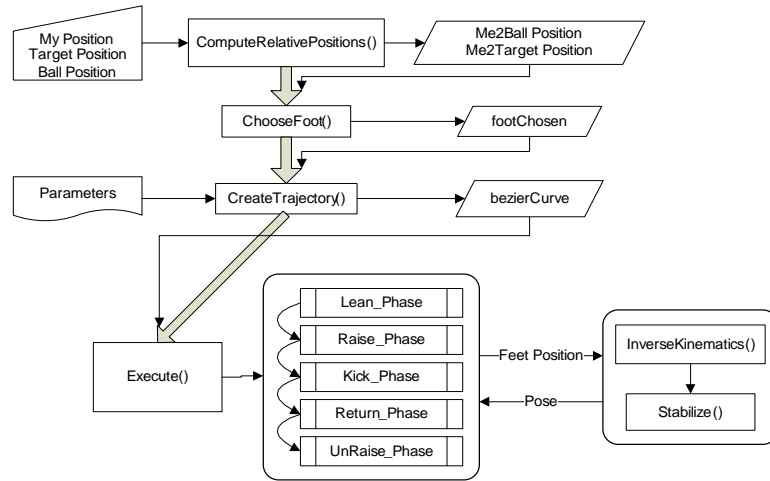 My Position
Target Position
Ball Position
ComputeRelativePositions()
Me2Ball Position
Me2Target Position
ChooseFoot()
footChosen
Parameters
CreateTrajectory()
bezierCurve
Execute()
Lean_Phase
Raise_Phase
Kick_Phase
Return_Phase
UnRaise_Phase
Feet Position
Pose
InverseKinematics()
Stabilize()